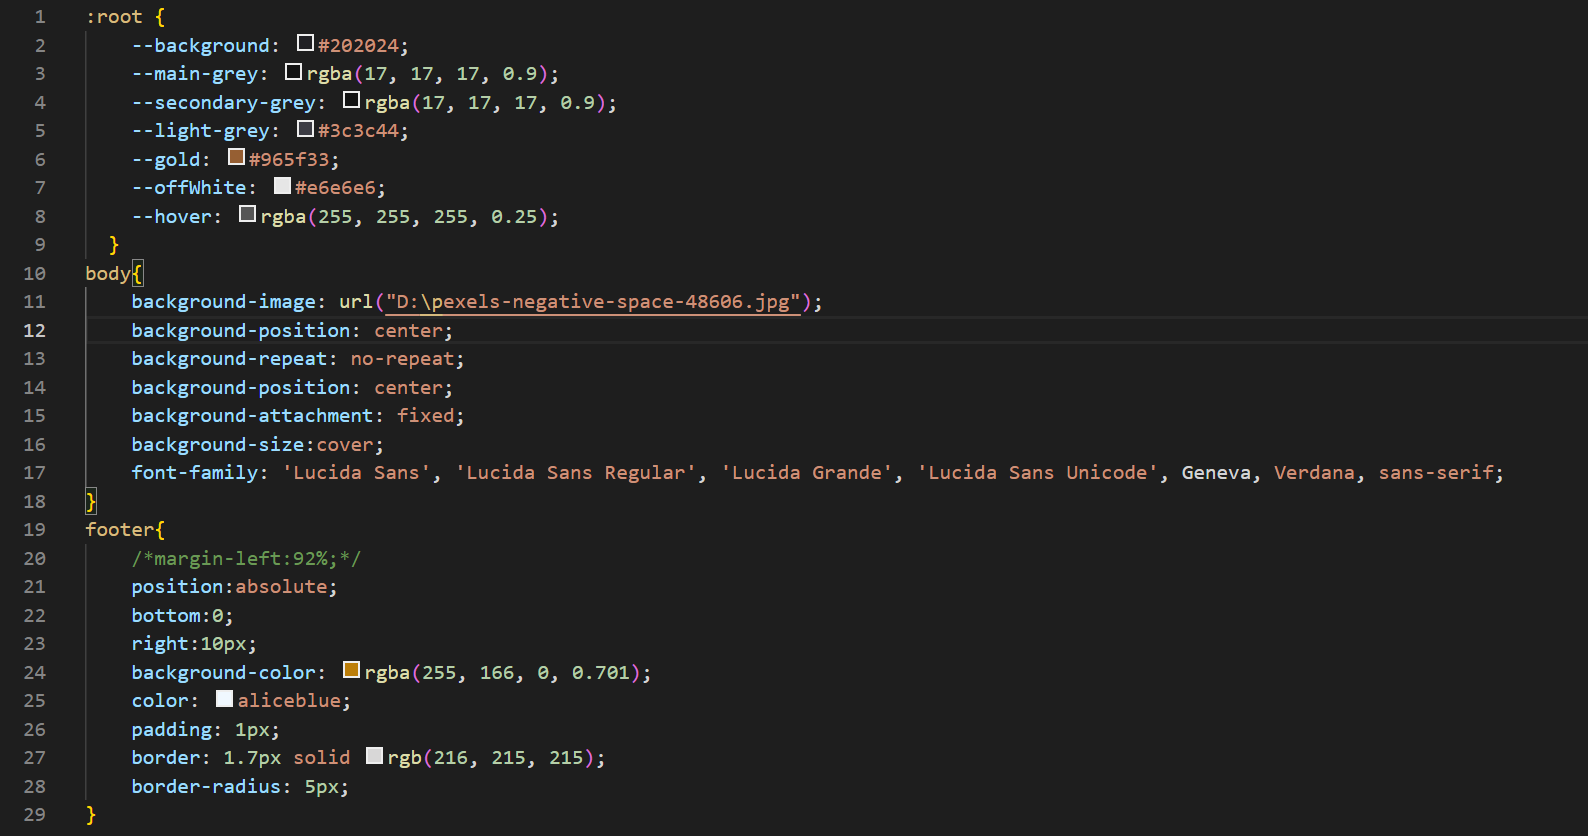 1 :root {
2 --background: #202024;
3 --main-grey: rgba(17, 17, 17, 0.9);
4 --secondary-grey: rgba(17, 17, 17, 0.9);
5 --light-grey: #3c3c44;
6 --gold: #965f33;
7 --offWhite: #e6e6e6;
8 --hover: rgba(255, 255, 255, 0.25);
9 }
10 body{
11 background-image: url("D:\pexels-negative-space-48606.jpg");
12 background-position: center;
13 background-repeat: no-repeat;
14 background-position: center;
15 background-attachment: fixed;
16 background-size:cover;
17 font-family: 'Lucida Sans', 'Lucida Sans Regular', 'Lucida Grande', 'Lucida Sans Unicode', Geneva, Verdana, sans-serif;
18 }
19 footer{
20 /*margin-left:92%;*/
21 position:absolute;
22 bottom:0;
23 right:10px;
24 background-color: rgba(255, 166, 0, 0.701);
25 color: aliceblue;
26 padding: 1px;
27 border: 1.7px solid rgb(216, 215, 215);
28 border-radius: 5px;
29 }